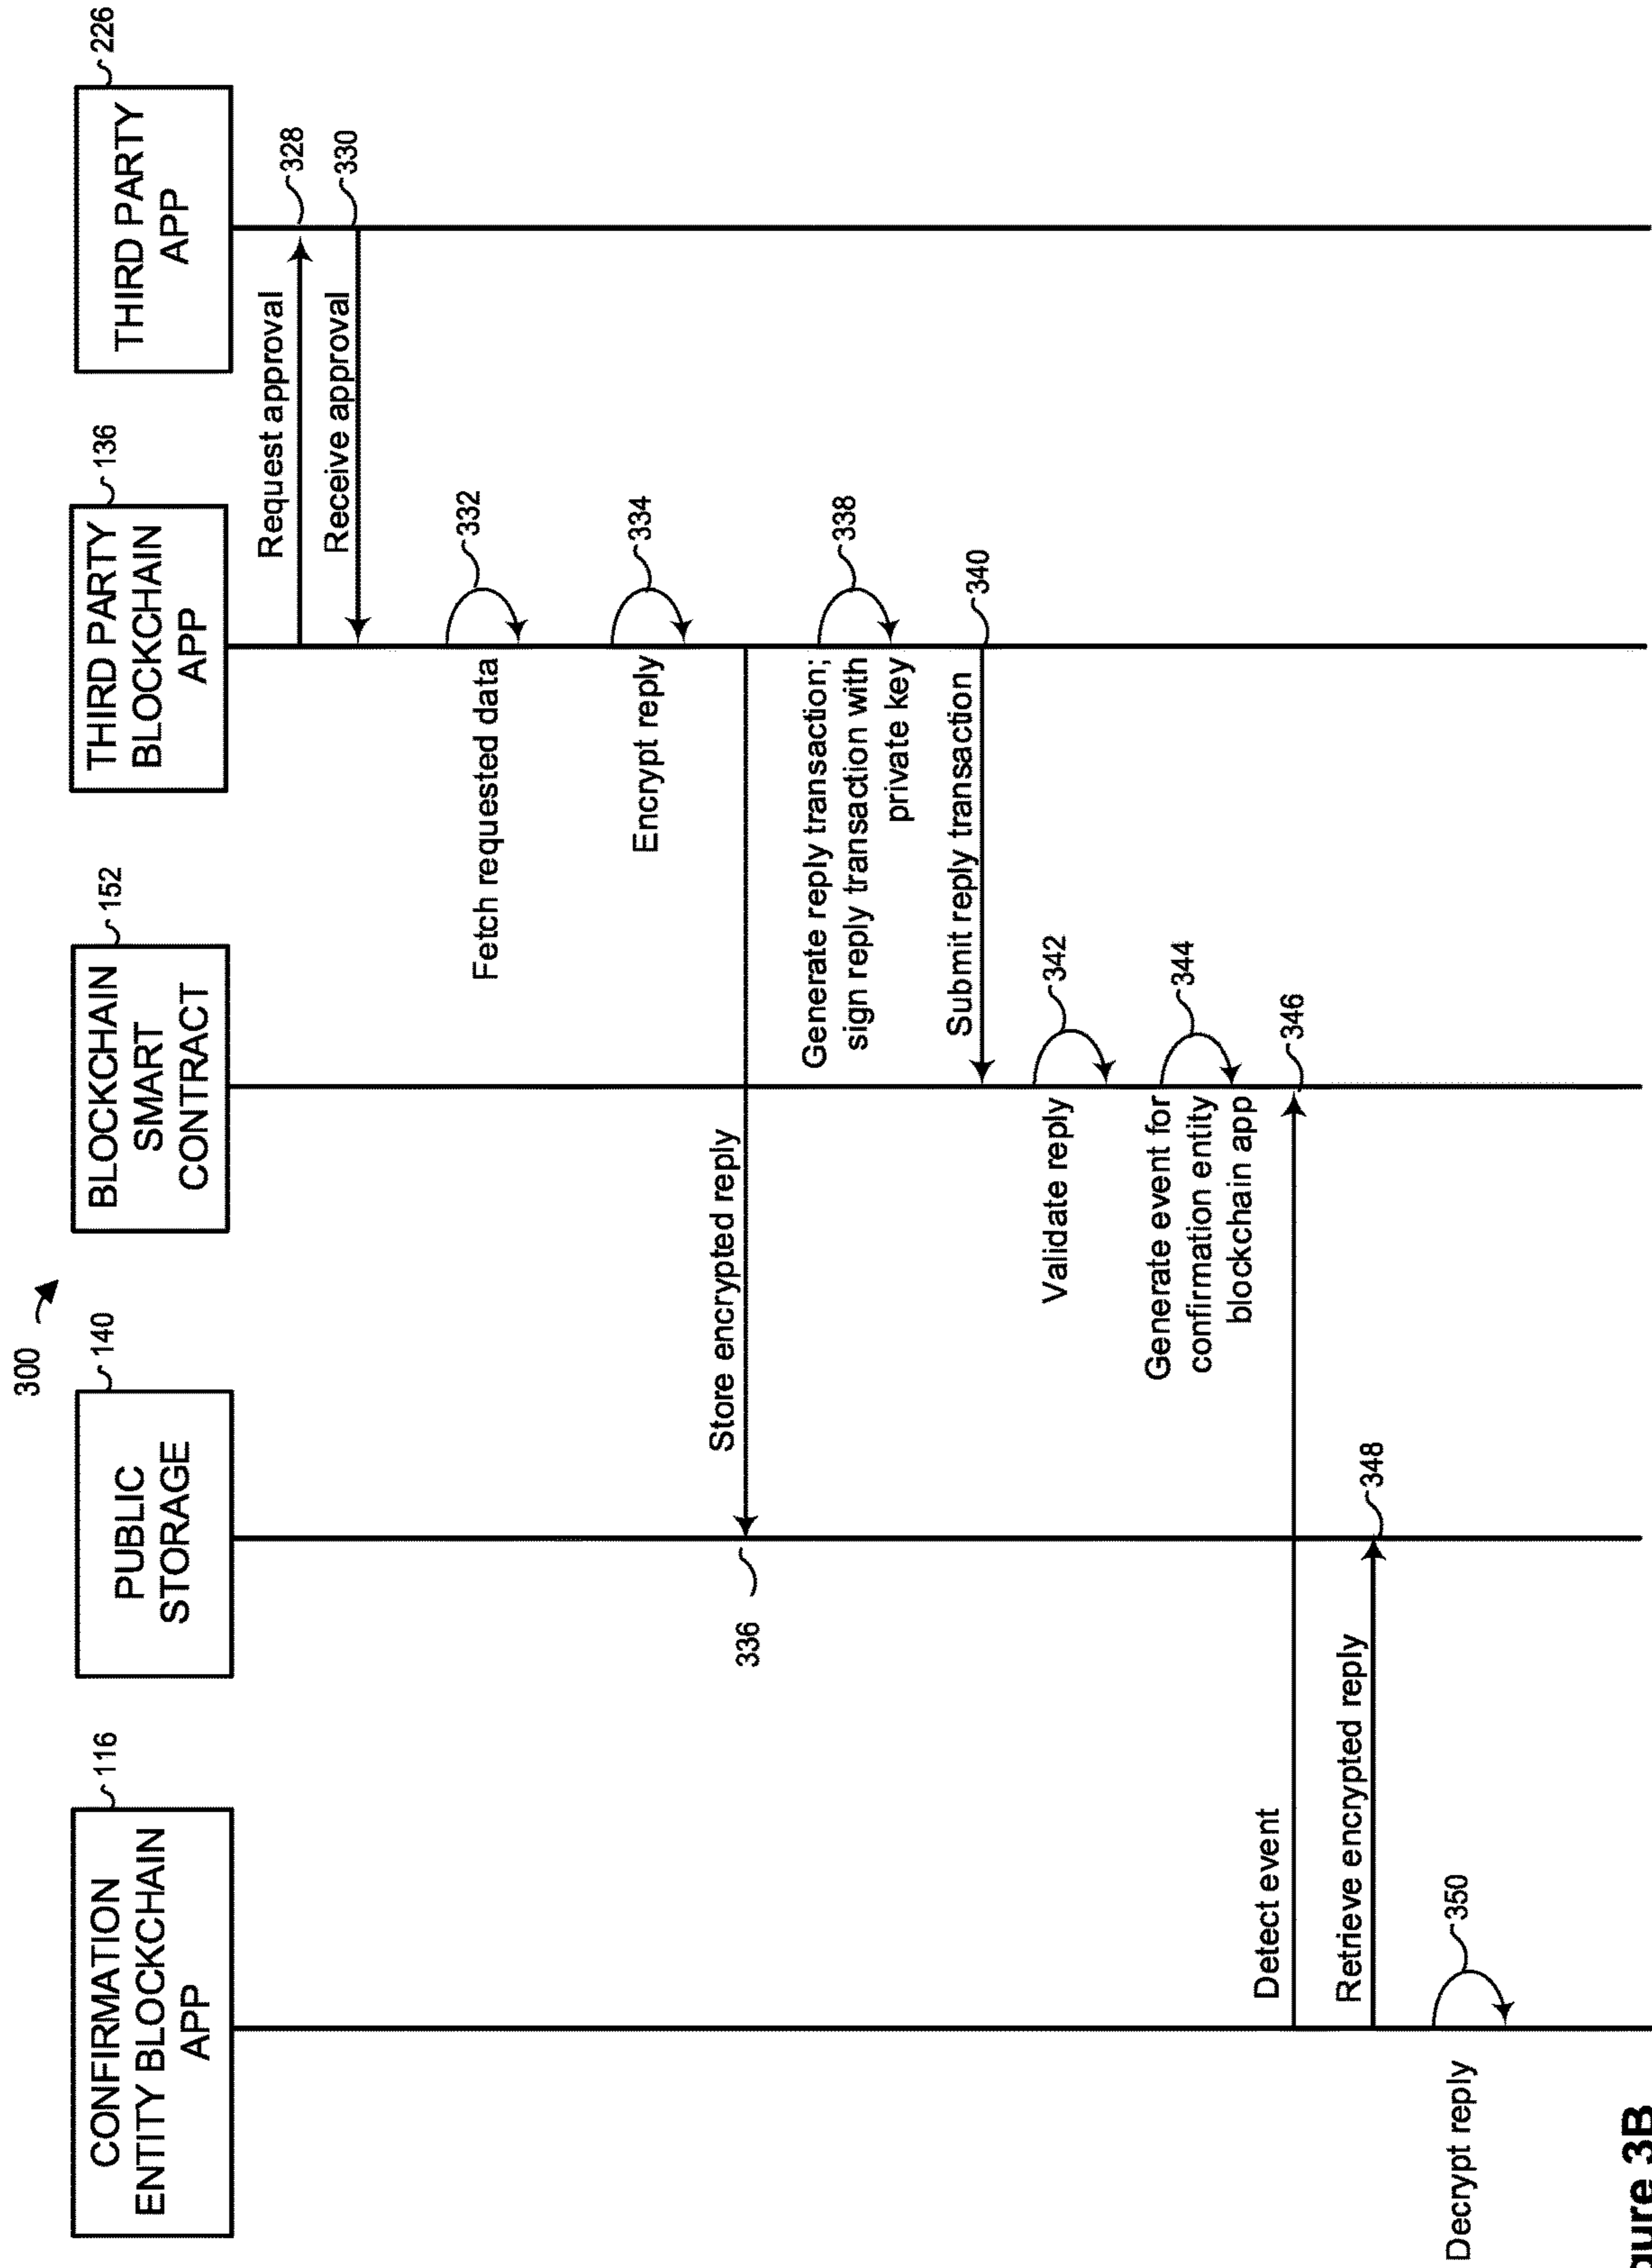 300
CONFIRMATION
ENTITY BLOCKCHAIN
APP
116
PUBLIC
STORAGE
140
BLOCKCHAIN
SMART
CONTRACT
152
THIRD PARTY
BLOCKCHAIN
APP
136
THIRD PARTY
APP
226
Request approval
328
Receive approval
330
Fetch requested data
332
Encrypt reply
334
Store encrypted reply
336
Generate reply transaction;
sign reply transaction with
private key
338
Submit reply transaction
340
Validate reply
342
Generate event for
confirmation entity
blockchain app
344
Detect event
346
Retrieve encrypted reply
348
Decrypt reply
350
gure 3B